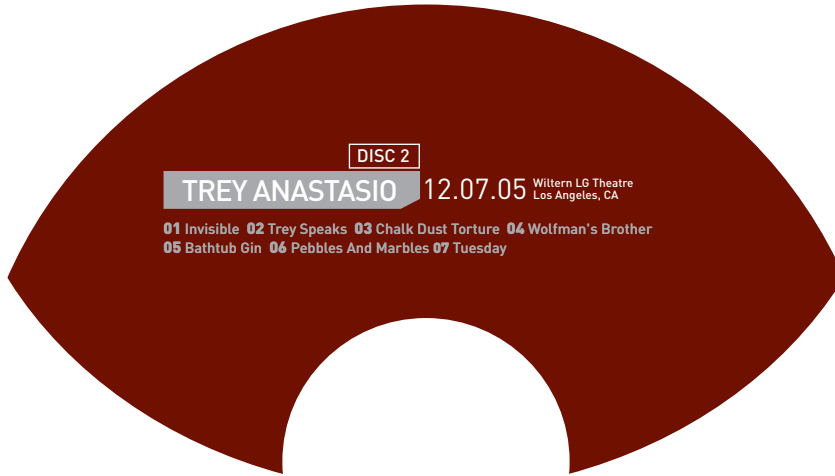 DISC 2
TREY ANASTASIO 12.07.05 Wiltern LG Theatre
Los Angeles, CA
01 Invisible 02 Trey Speaks 03 Chalk Dust Torture 04 Wolfman's Brother
05 Bathtub Gin 06 Pebbles And Marbles 07 Tuesday